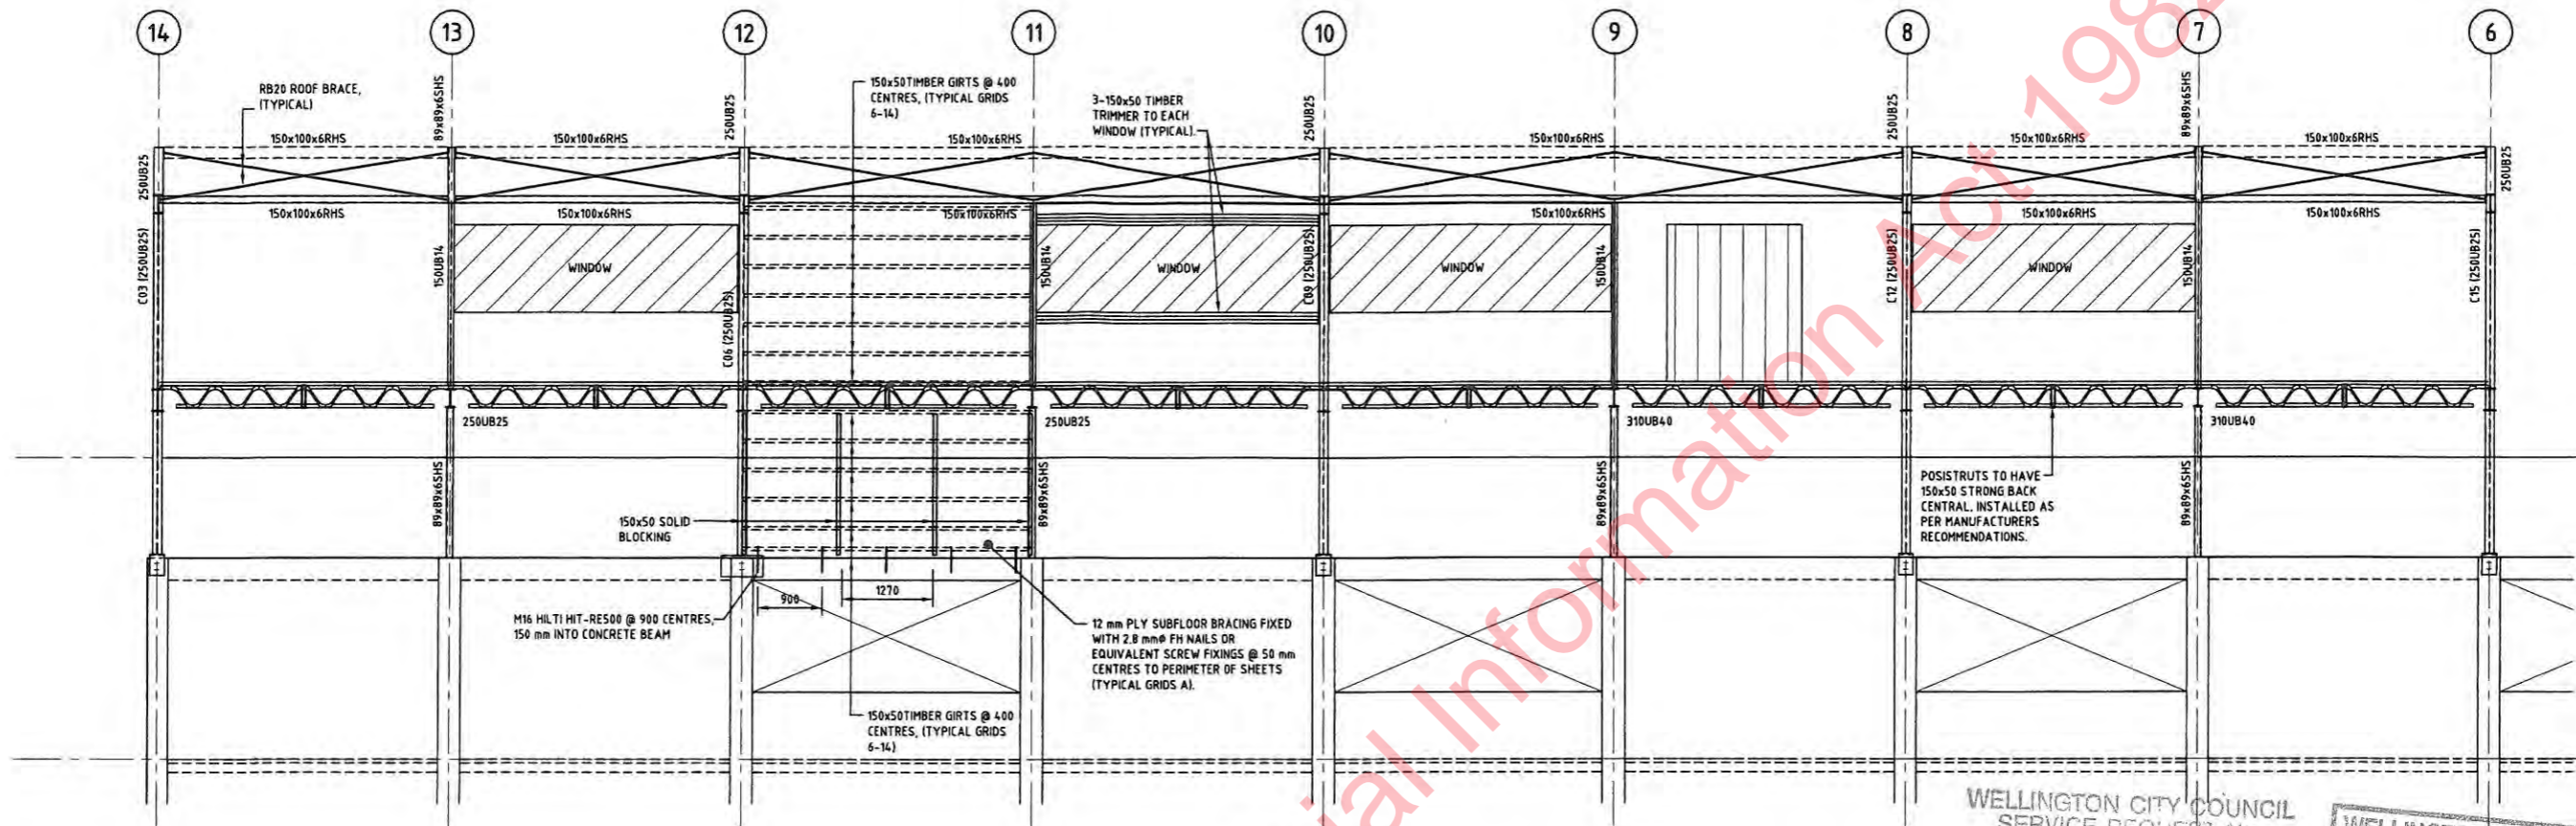 14
13
12
11
10
9
8
7
6
RB20 ROOF BRACE,
(TYPICAL)
89x89x6SHS
250UB25
150x50TIMBER GIRTS @ 400
CENTRES, (TYPICAL GRIDS
6-14)
3-150x50 TIMBER
TRIMMER TO EACH
WINDOW (TYPICAL).
250UB25
250UB25
89x89x6SHS
150x100x6RHS
150x100x6RHS
150x100x6RHS
150x100x6RHS
150x100x6RHS
150x100x6RHS
250UB25
250UB25
150x100x6RHS
150x100x6RHS
150x100x6RHS
150x100x6RHS
150x100x6RHS
150x100x6RHS
C03 (250UB25)
150UB14
WINDOW
C06 (250UB25)
150UB14
WINDOW
C09 (250UB25)
WINDOW
150UB14
C12 (250UB25)
WINDOW
150UB14
C15 (250UB25)
250UB25
250UB25
310UB40
310UB40
89x89x6SHS
150x50 SOLID
BLOCKING
89x89x6SHS
89x89x6SHS
POSISTRUTS TO HAVE
150x50 STRONG BACK
CENTRAL, INSTALLED AS
PER MANUFACTURERS
RECOMMENDATIONS.
89x89x6SHS
900
1270
M16 HILTI HIT-RE500 @ 900 CENTRES,
150 mm INTO CONCRETE BEAM
12 mm PLY SUBFLOOR BRACING FIXED
WITH 2.8 mmø FH NAILS OR
EQUIVALENT SCREW FIXINGS @ 50 mm
CENTRES TO PERIMETER OF SHEETS
(TYPICAL GRIDS A).
150x50TIMBER GIRTS @ 400
CENTRES, (TYPICAL GRIDS
6-14)
Information Act 198
WELLINGTON CITY COUNCIL
SERVICE REQUEST